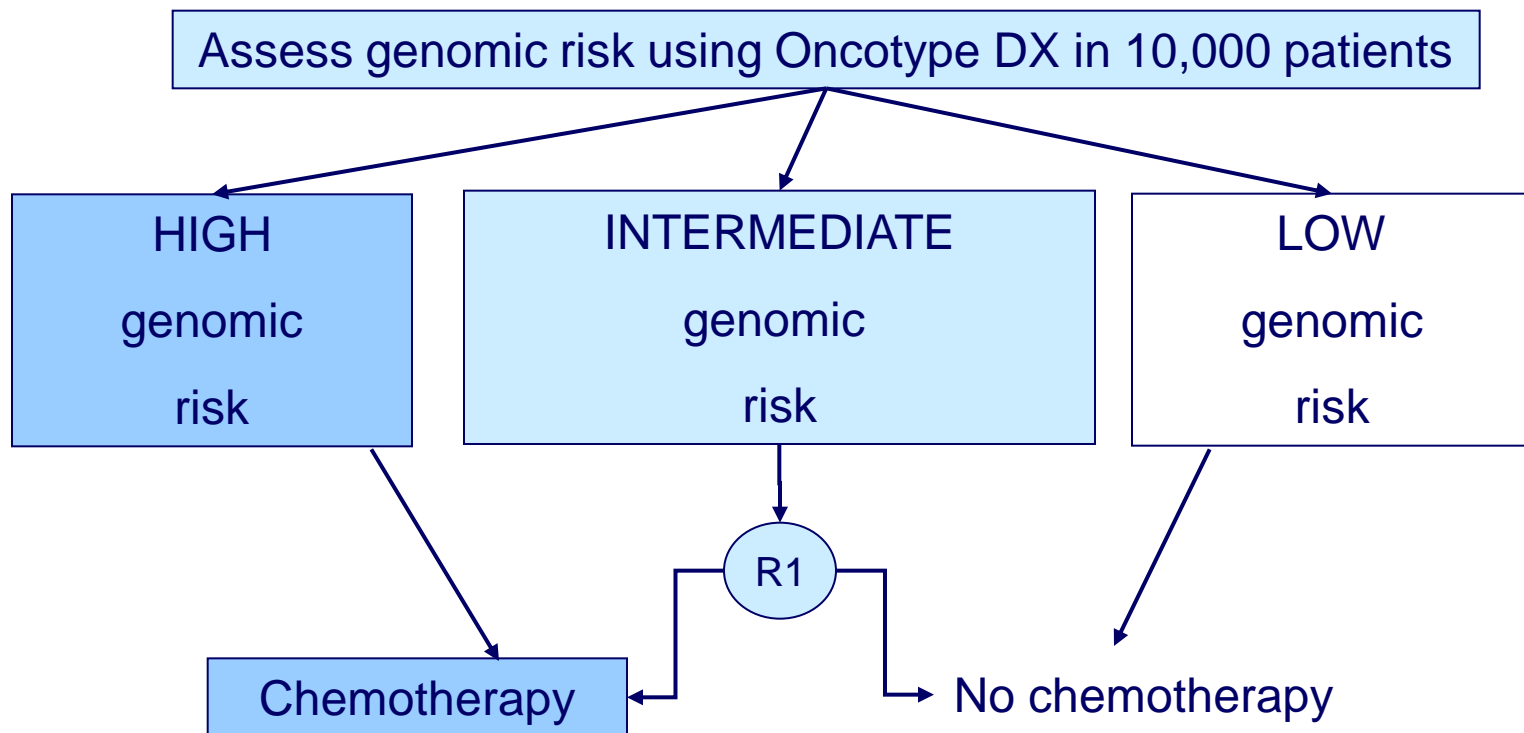 Assess genomic risk using Oncotype DX in 10,000 patients
HIGH
genomic
risk
INTERMEDIATE
genomic
risk
LOW
genomic
risk
R1
Chemotherapy
No chemotherapy